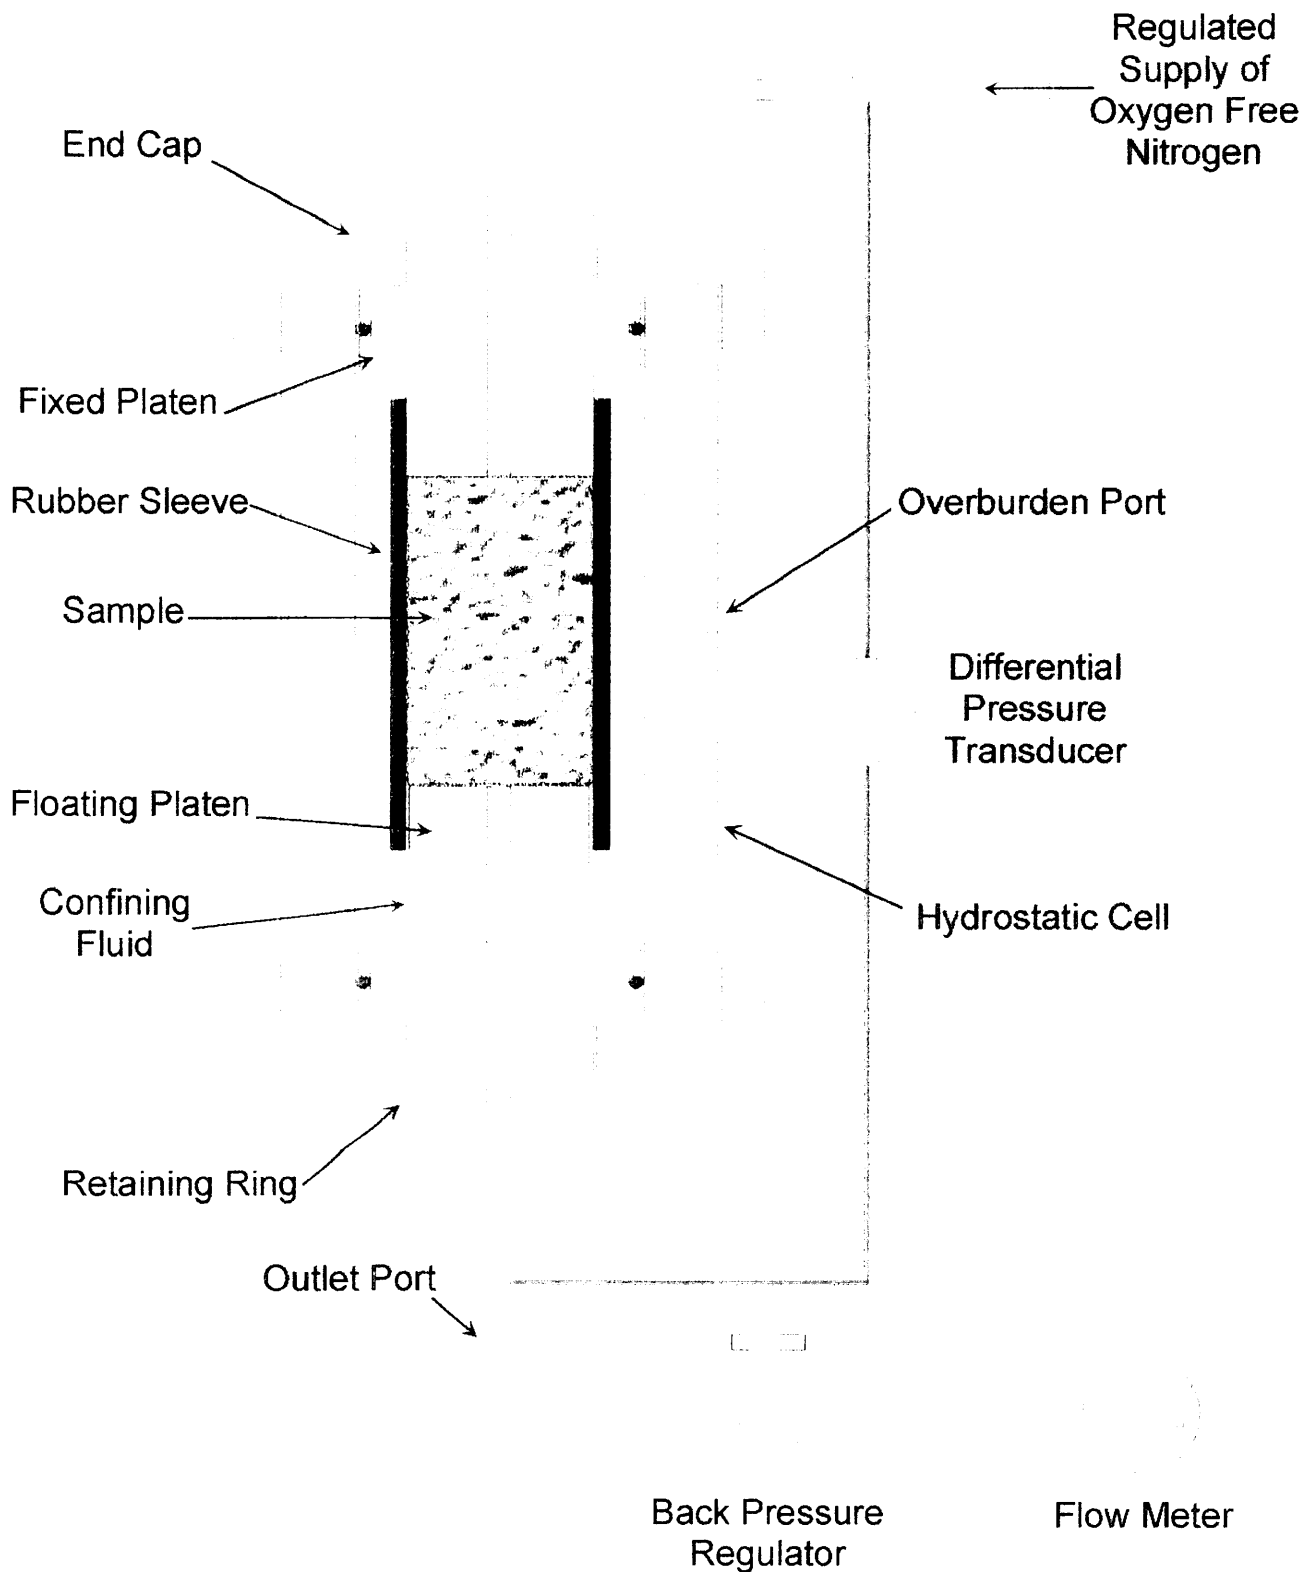 Regulated
Supply of
Oxygen Free
Nitrogen
End Cap
Fixed Platen
Rubber Sleeve
Overburden Port
Sample
Differential
Pressure
Transducer
Floating Platen
Confining
Fluid
Hydrostatic Cell
Retaining Ring
Outlet Port
Back Pressure
Regulator
Flow Meter